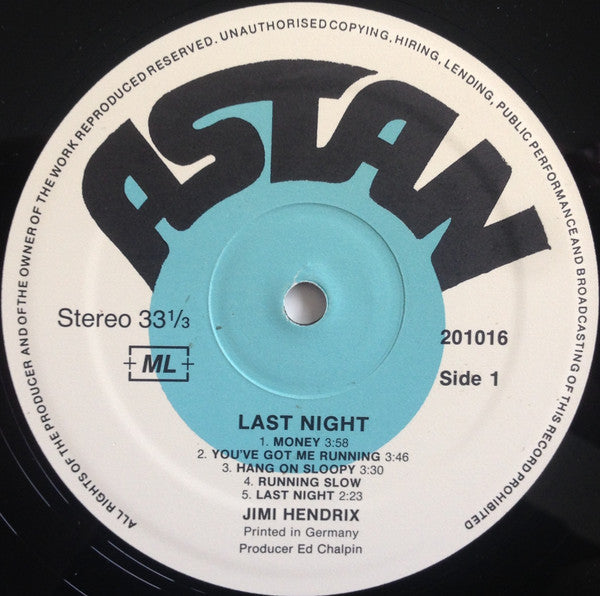 ALL RIGHTS OF THE PRODUCER AND OF THE OWNER OF THE WORK REPRODUCED RESERVED. UNAUTHORISED COPYING, HIRING, LENDING, PUBLIC PERFORMANCE AND BROADCASTING OF THIS RECORD PROHIBITED
ASTAN
Stereo 33⅓
ML
201016
Side 1
LAST NIGHT
1. MONEY 3:58
2. YOU'VE GOT ME RUNNING 3:46
3. HANG ON SLOOPY 3:30
4. RUNNING SLOW
5. LAST NIGHT 2:23
JIMI HENDRIX
Printed in Germany
Producer Ed Chalpin